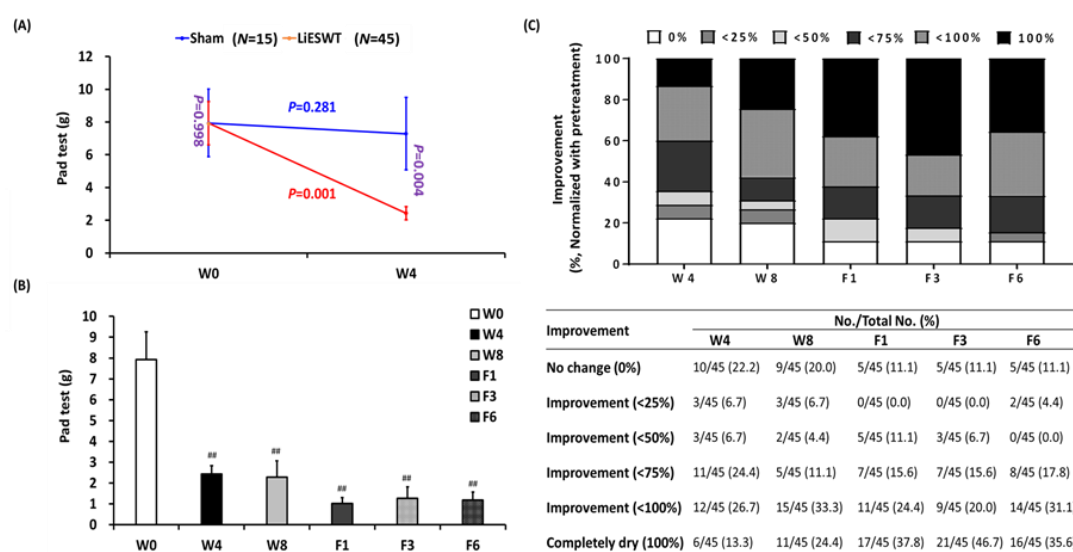 (A)
Sham (N=15) LiESWT (N=45)
Pad test (g)
12
10
8
6
4
2
0
P=0.998
P=0.281
P=0.001
P=0.004
W0 W4
(B)
Pad test (g)
10
9
8
7
6
5
4
3
2
1
0
W0
W4
W8
F1
F3
F6
## ## ## ## ##
W0 W4 W8 F1 F3 F6
(C)
0% <25% <50% <75% <100% 100%
Improvement
(%, Normalized with pretreatment)
100
80
60
40
20
0
W4 W8 F1 F3 F6
Improvement No./Total No. (%)
W4 W8 F1 F3 F6
No change (0%) 10/45 (22.2) 9/45 (20.0) 5/45 (11.1) 5/45 (11.1) 5/45 (11.1)
Improvement (<25%) 3/45 (6.7) 3/45 (6.7) 0/45 (0.0) 0/45 (0.0) 2/45 (4.4)
Improvement (<50%) 3/45 (6.7) 2/45 (4.4) 5/45 (11.1) 3/45 (6.7) 0/45 (0.0)
Improvement (<75%) 11/45 (24.4) 5/45 (11.1) 7/45 (15.6) 7/45 (15.6) 8/45 (17.8)
Improvement (<100%) 12/45 (26.7) 15/45 (33.3) 11/45 (24.4) 9/45 (20.0) 14/45 (31.1)
Completely dry (100%) 6/45 (13.3) 11/45 (24.4) 17/45 (37.8) 21/45 (46.7) 16/45 (35.6)